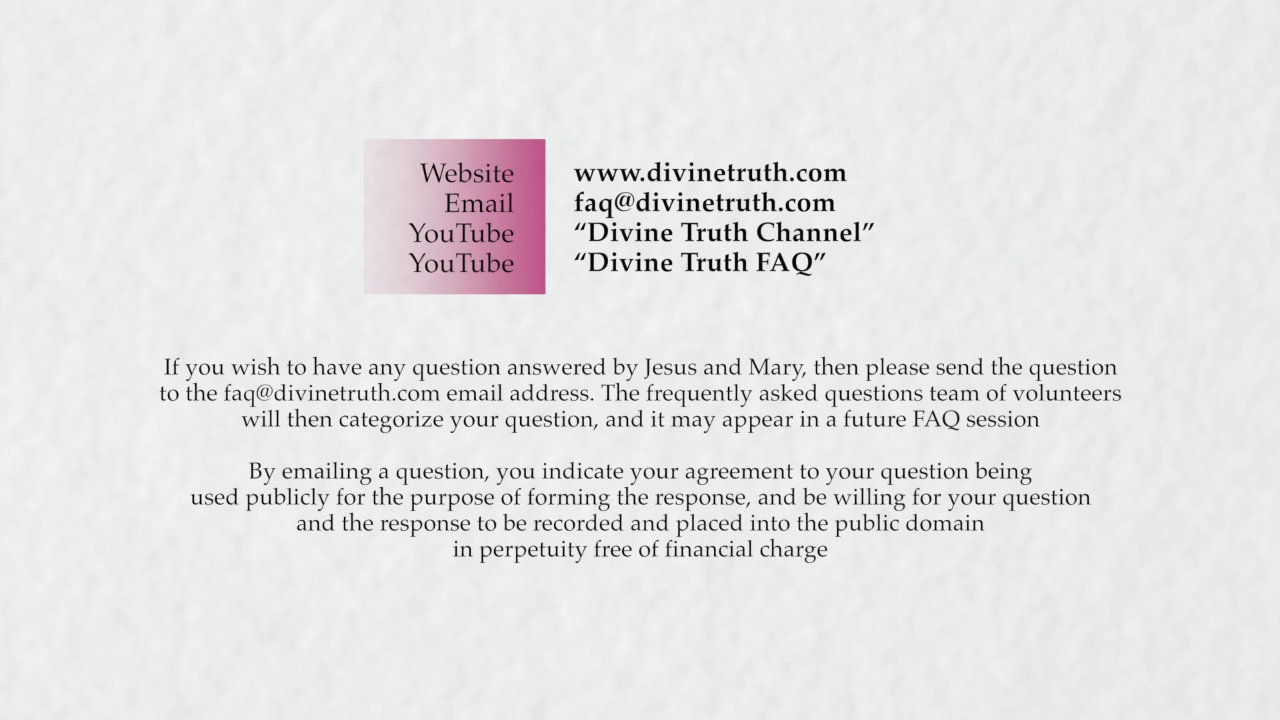 Website www.divinetruth.com
Email faq@divinetruth.com
YouTube “Divine Truth Channel”
YouTube “Divine Truth FAQ”
If you wish to have any question answered by Jesus and Mary, then please send the question
to the faq@divinetruth.com email address. The frequently asked questions team of volunteers
will then categorize your question, and it may appear in a future FAQ session
By emailing a question, you indicate your agreement to your question being
used publicly for the purpose of forming the response, and be willing for your question
and the response to be recorded and placed into the public domain
in perpetuity free of financial charge